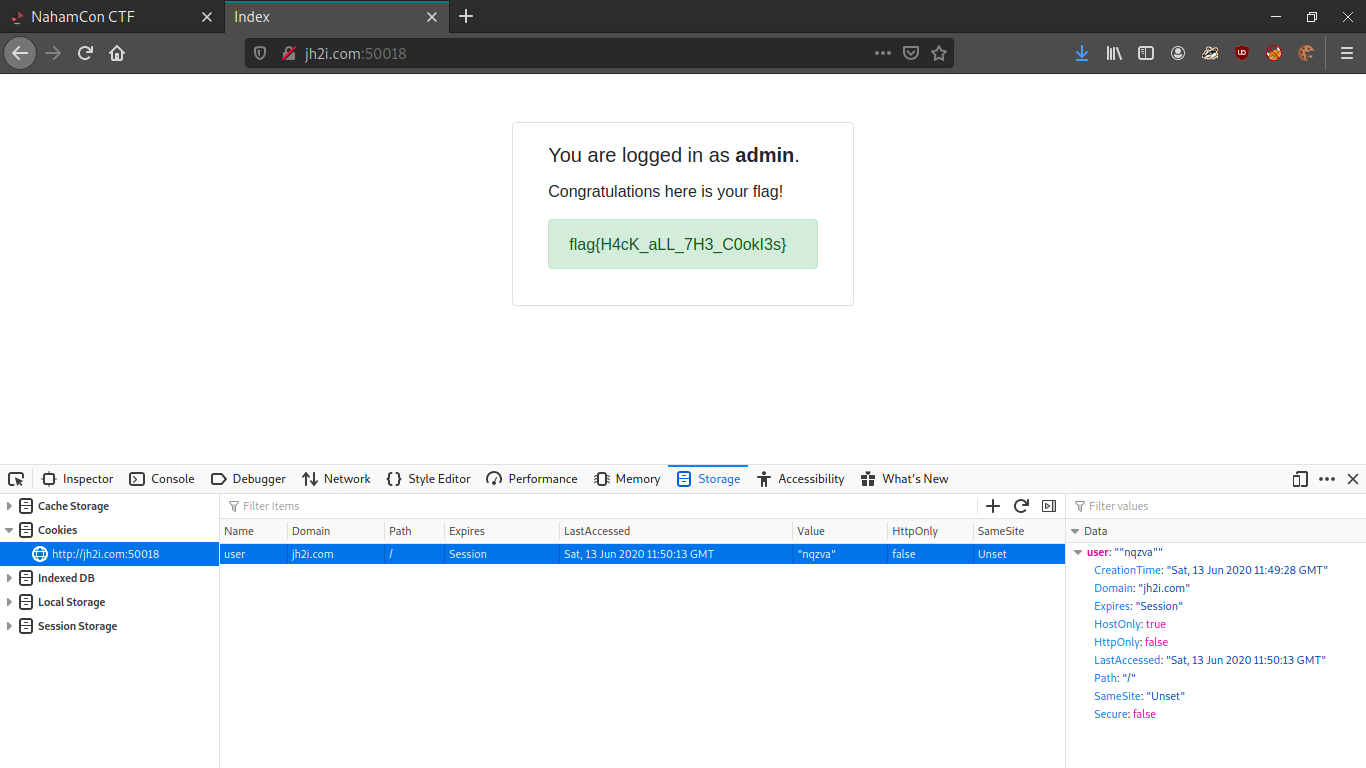 NahamCon CTF
Index
jh2i.com:50018
You are logged in as admin.
Congratulations here is your flag!
flag{H4cK_aLL_7H3_C0okI3s}
Inspector Console Debugger Network Style Editor Performance Memory Storage Accessibility What's New
Cache Storage
Cookies
http://jh2i.com:50018
Indexed DB
Local Storage
Session Storage
Filter Items
Name Domain Path Expires LastAccessed Value HttpOnly SameSite
user jh2i.com / Session Sat, 13 Jun 2020 11:50:13 GMT "nqzva" false Unset
Filter values
Data
user: ""nqzva""
CreationTime: "Sat, 13 Jun 2020 11:49:28 GMT"
Domain: "jh2i.com"
Expires: "Session"
HostOnly: true
HttpOnly: false
LastAccessed: "Sat, 13 Jun 2020 11:50:13 GMT"
Path: "/"
SameSite: "Unset"
Secure: false